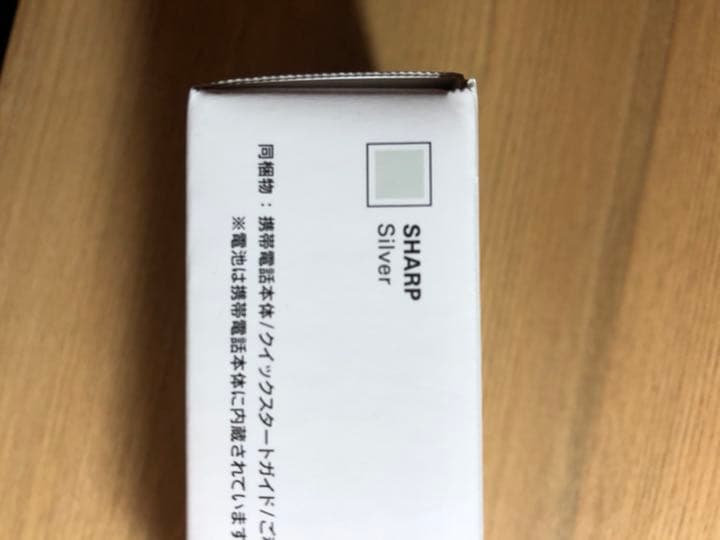 SHARP
Silver
同梱物：携帯電話本体/クイックスタートガイド/ご
※電池は携帯電話本体に内蔵されています